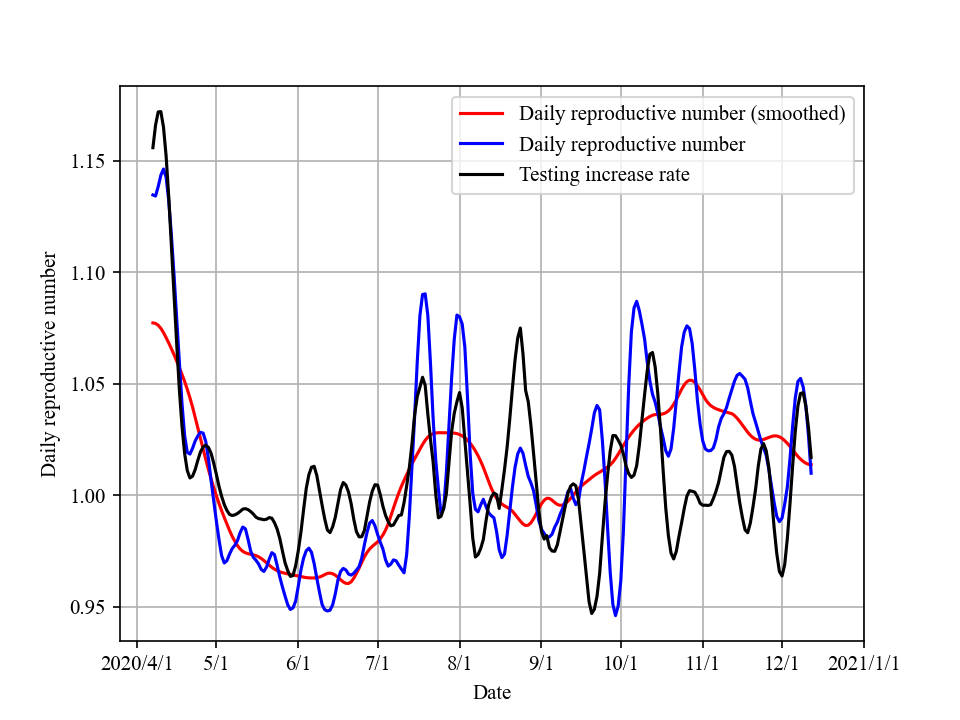 Daily reproductive number (smoothed)
Daily reproductive number
Testing increase rate
Daily reproductive number
1.15
1.10
1.05
1.00
0.95
2020/4/1 5/1 6/1 7/1 8/1 9/1 10/1 11/1 12/1 2021/1/1
Date